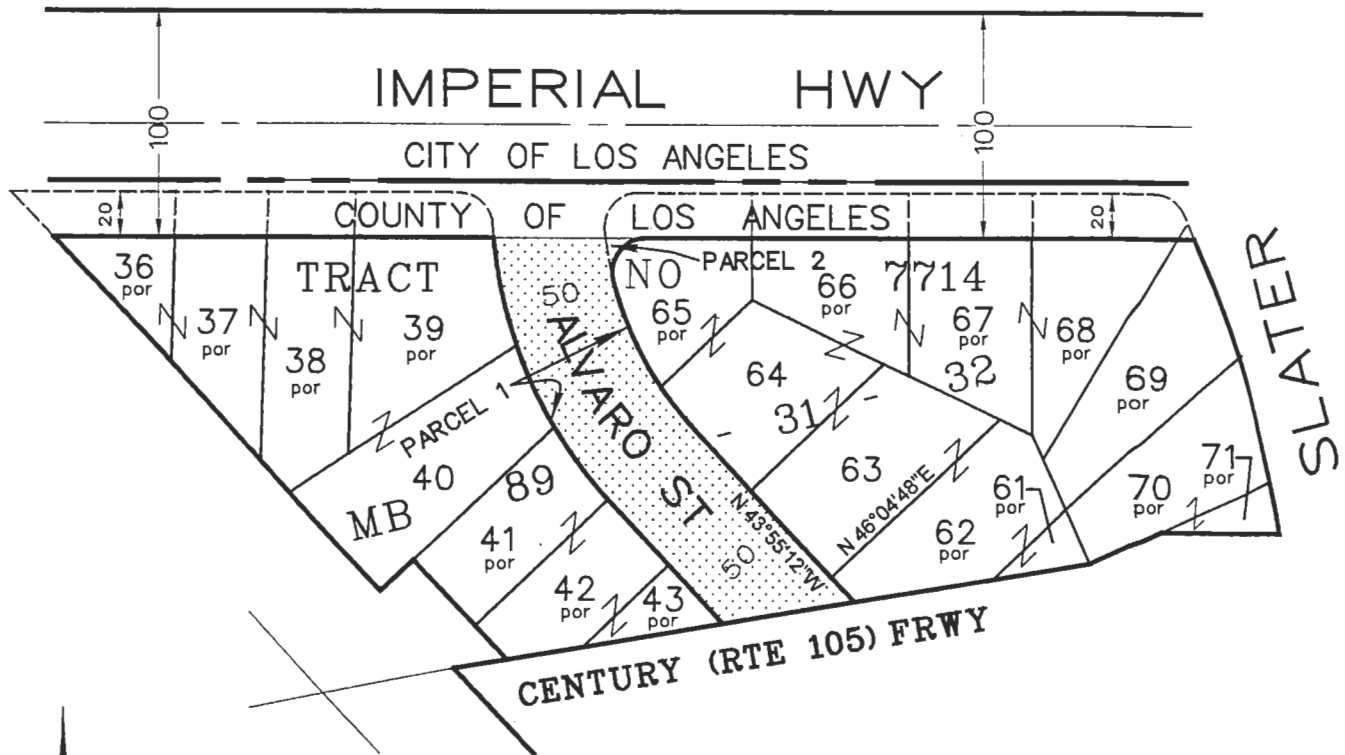 IMPERIAL HWY
100
100
CITY OF LOS ANGELES
20
COUNTY OF LOS ANGELES
20
36
por
TRACT
NO
7714
PARCEL 2
37
por
38
por
39
por
50
ALVARO ST
50
65
por
66
por
67
por
68
por
SLATER
64
32
69
por
PARCEL 1
31
40
89
MB
63
N 43°55'12"W
N 46°04'48"E
61
por
70
por
71
por
41
por
62
por
42
por
43
por
CENTURY (RTE 105) FRWY